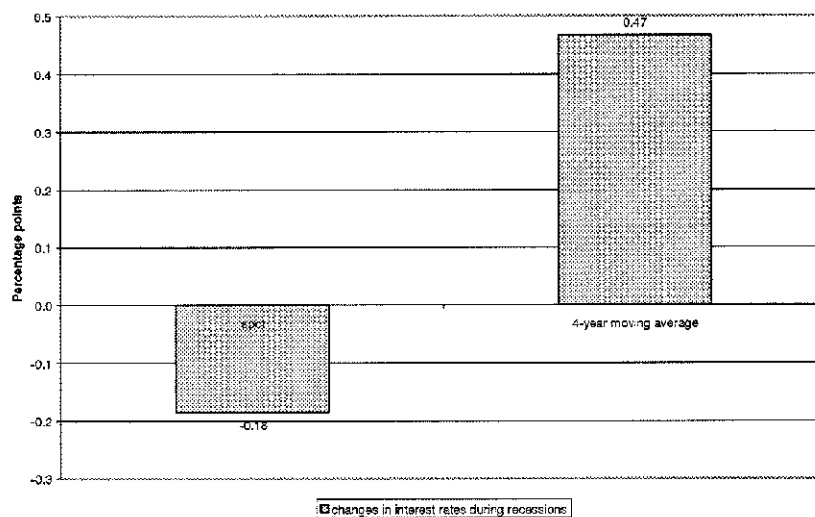 0.5
0.47
0.4
0.3
0.2
0.1
0.0
-0.1
-0.2
-0.3
Percentage points
spot
4-year moving average
-0.18
changes in interest rates during recessions